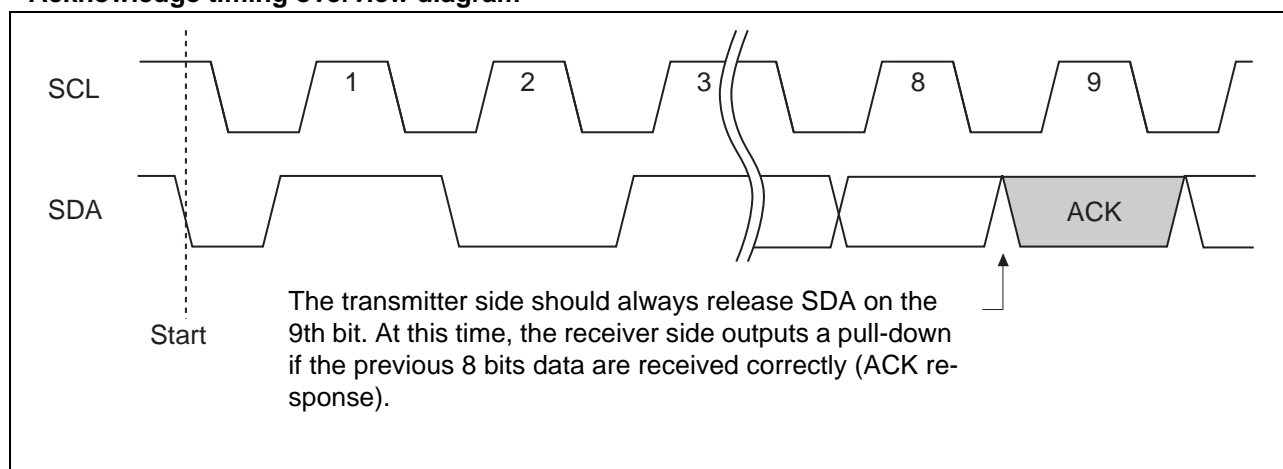 Acknowledge timing overview diagram
SCL
1 2 3 8 9
SDA
ACK
Start
The transmitter side should always release SDA on the
9th bit. At this time, the receiver side outputs a pull-down
if the previous 8 bits data are received correctly (ACK re-
sponse).